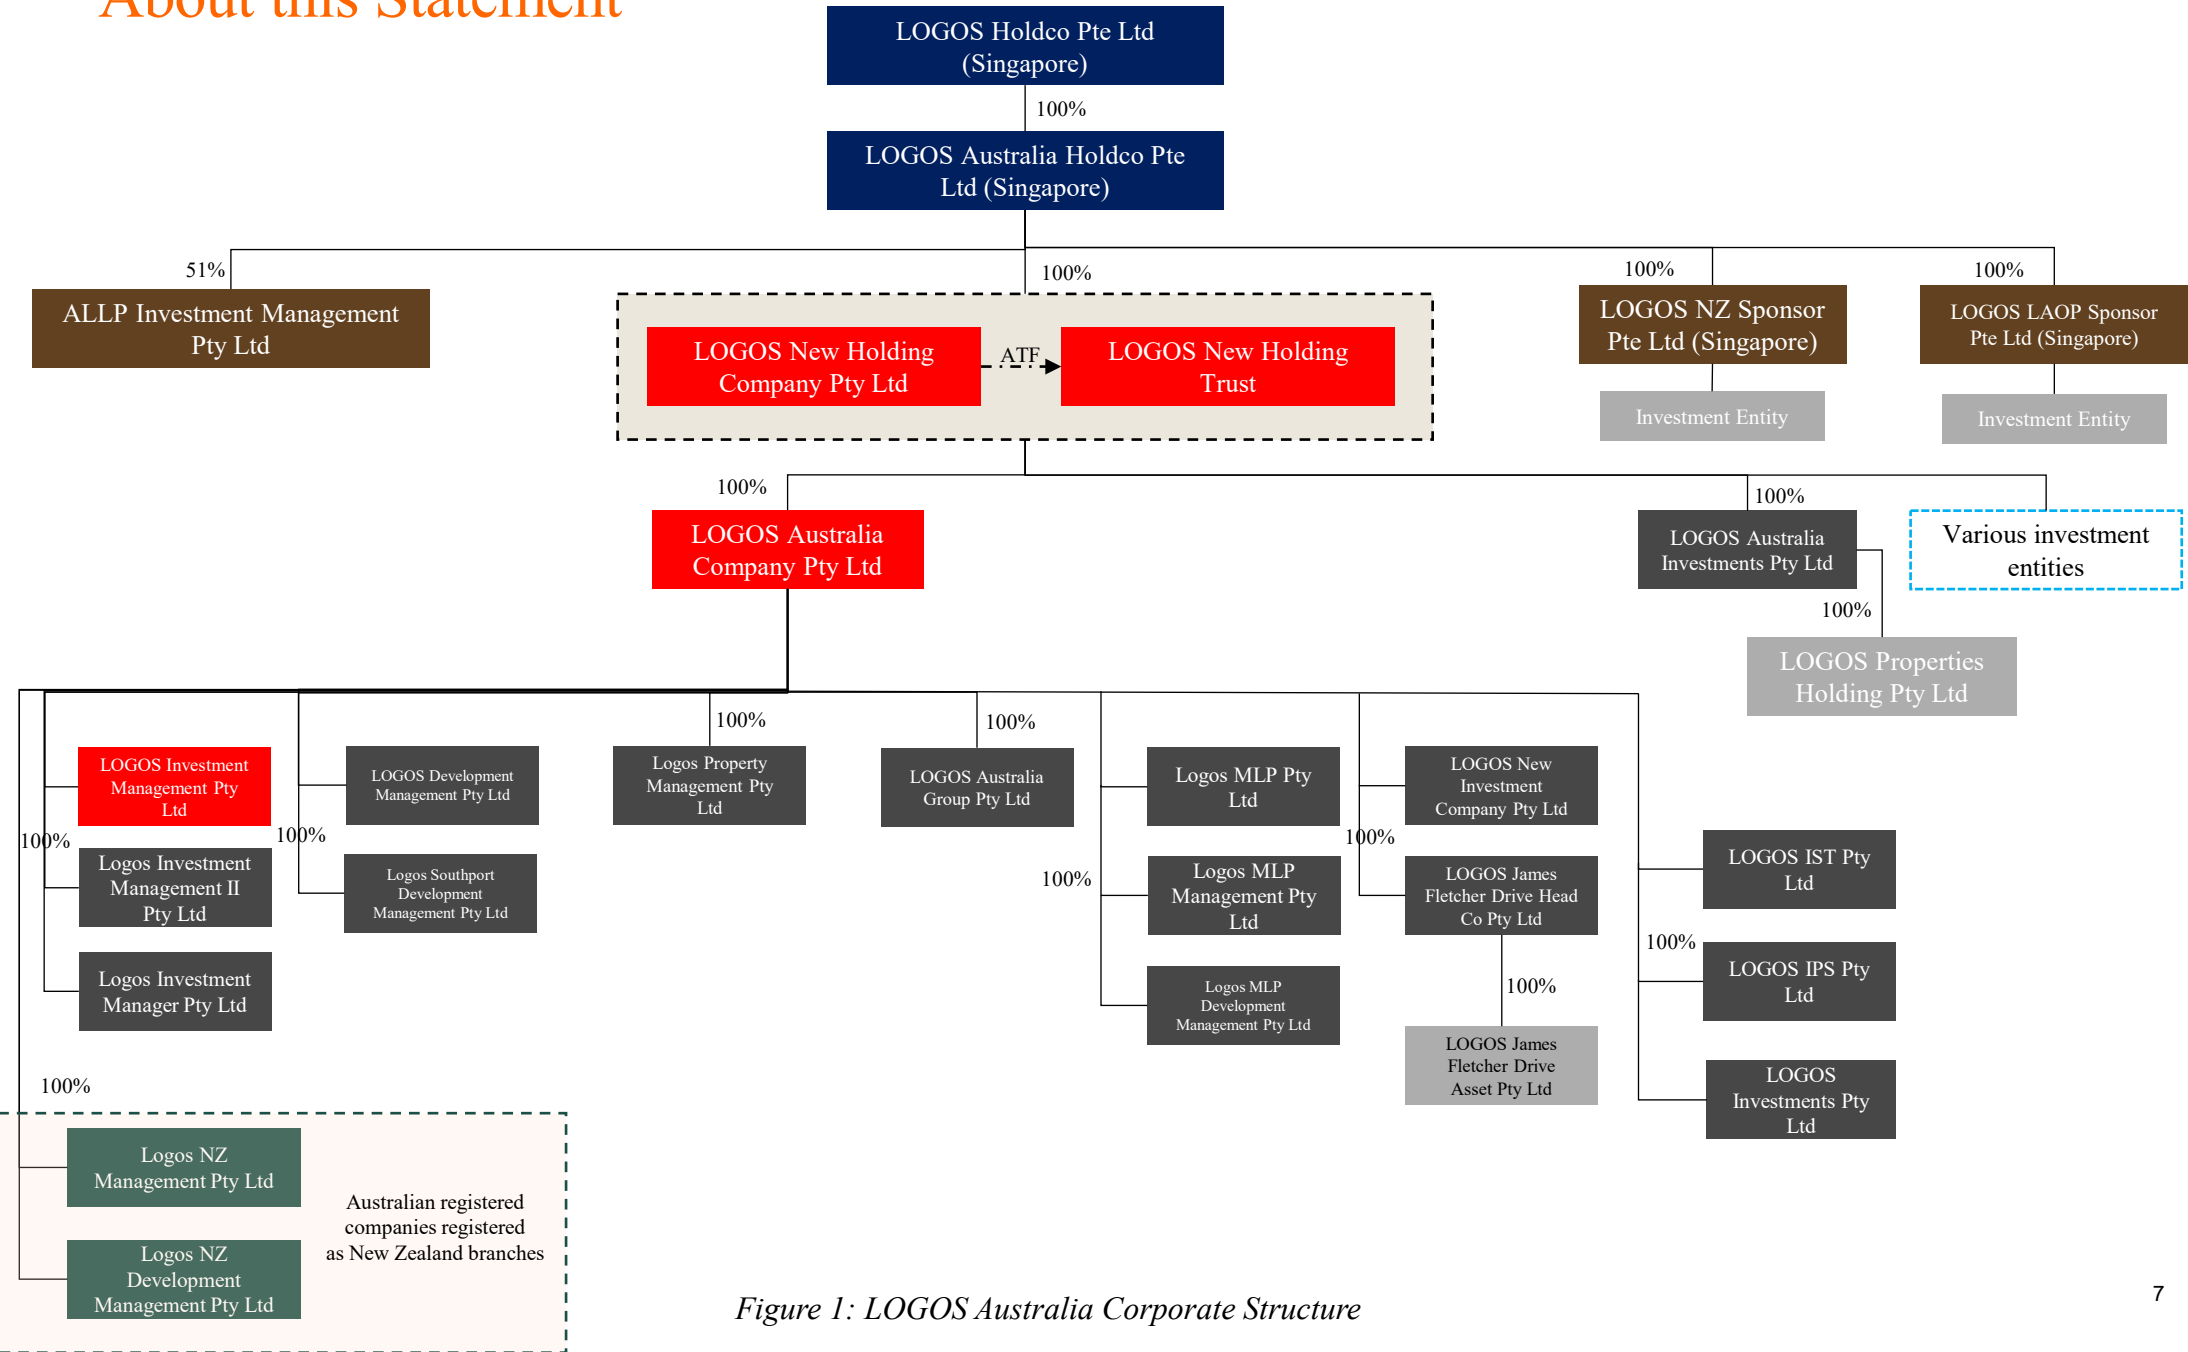 About this Statement
LOGOS Holdco Pte Ltd
(Singapore)
100%
LOGOS Australia Holdco Pte
Ltd (Singapore)
51%
100%
100%
100%
ALLP Investment Management
Pty Ltd
LOGOS New Holding
Company Pty Ltd
ATF
LOGOS New Holding
Trust
LOGOS NZ Sponsor
Pte Ltd (Singapore)
LOGOS LAOP Sponsor
Pte Ltd (Singapore)
Investment Entity
Investment Entity
100%
100%
LOGOS Australia
Company Pty Ltd
LOGOS Australia
Investments Pty Ltd
Various investment
entities
100%
LOGOS Properties
Holding Pty Ltd
100%
100%
LOGOS Investment
Management Pty
Ltd
LOGOS Development
Management Pty Ltd
Logos Property
Management Pty
Ltd
LOGOS Australia
Group Pty Ltd
Logos MLP Pty
Ltd
LOGOS New
Investment
Company Pty Ltd
100%
100%
100%
100%
Logos Investment
Management II
Pty Ltd
Logos Southport
Development
Management Pty Ltd
Logos MLP
Management Pty
Ltd
LOGOS James
Fletcher Drive Head
Co Pty Ltd
LOGOS IST Pty
Ltd
100%
Logos Investment
Manager Pty Ltd
Logos MLP
Development
Management Pty Ltd
100%
LOGOS IPS Pty
Ltd
LOGOS James
Fletcher Drive
Asset Pty Ltd
LOGOS
Investments Pty
Ltd
100%
Logos NZ
Management Pty Ltd
Australian registered
companies registered
as New Zealand branches
Logos NZ
Development
Management Pty Ltd
Figure 1: LOGOS Australia Corporate Structure
7